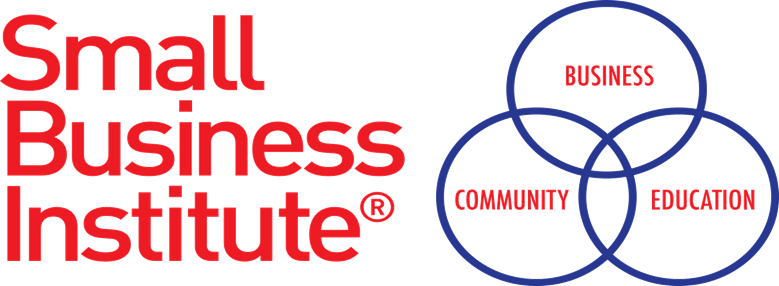 Small
Business
Institute®
BUSINESS
COMMUNITY
EDUCATION